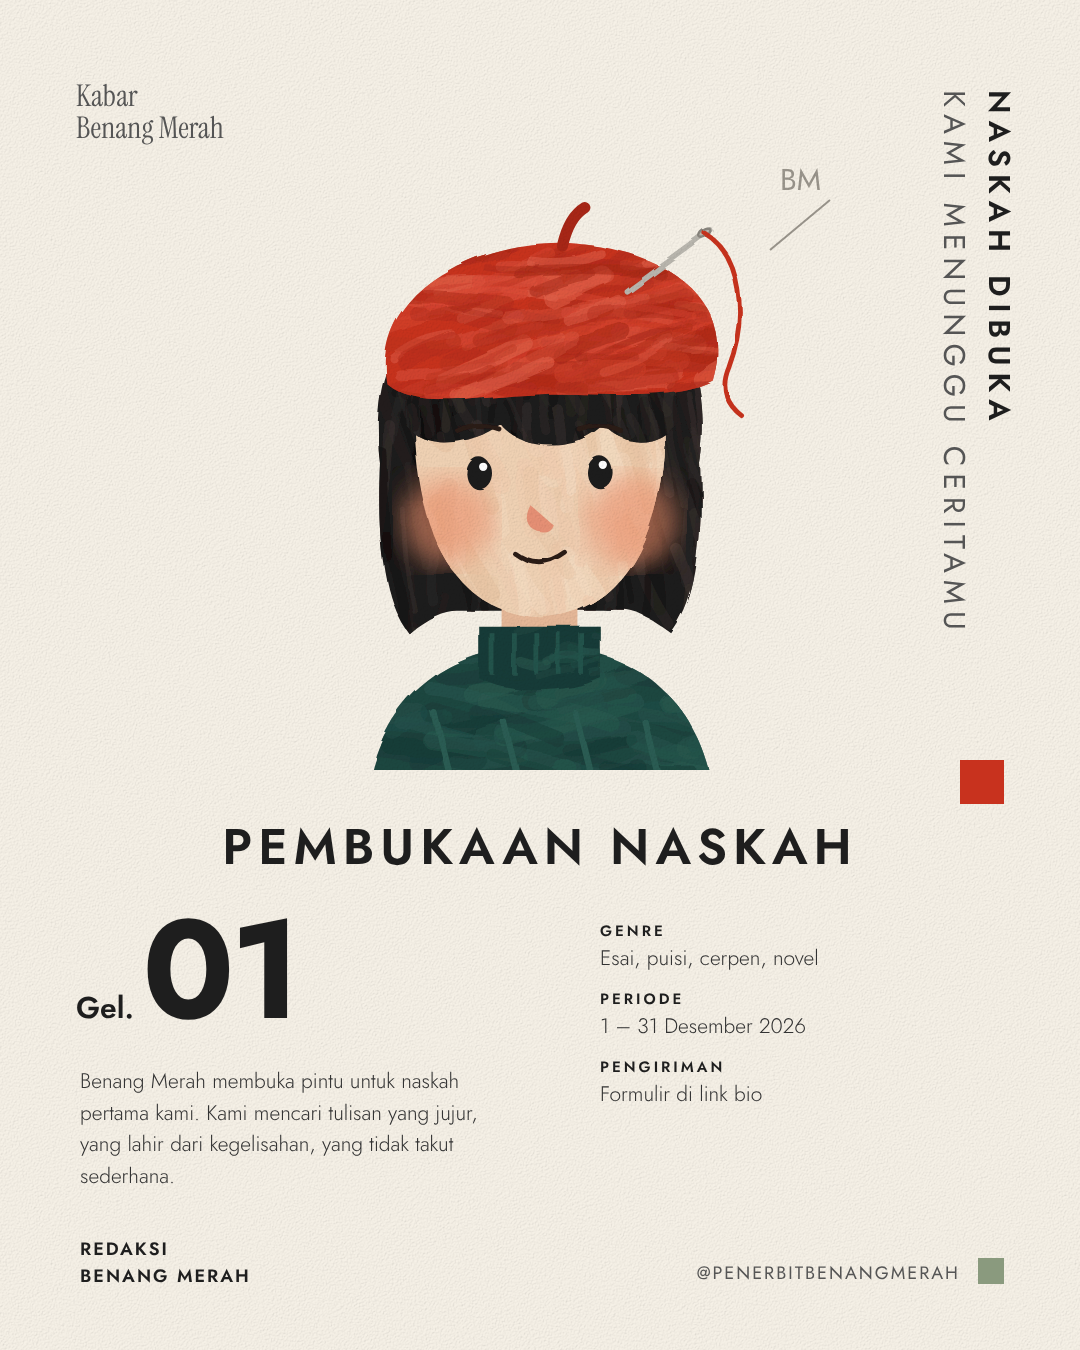 Kabar
Benang Merah
BM
NASKAH DIBUKA
KAMI MENUNGGU CERITAMU
PEMBUKAAN NASKAH
Gel. 01
Benang Merah membuka pintu untuk naskah
pertama kami. Kami mencari tulisan yang jujur,
yang lahir dari kegelisahan, yang tidak takut
sederhana.
GENRE
Esai, puisi, cerpen, novel
PERIODE
1 – 31 Desember 2026
PENGIRIMAN
Formulir di link bio
REDAKSI
BENANG MERAH
@PENERBITBENANGMERAH